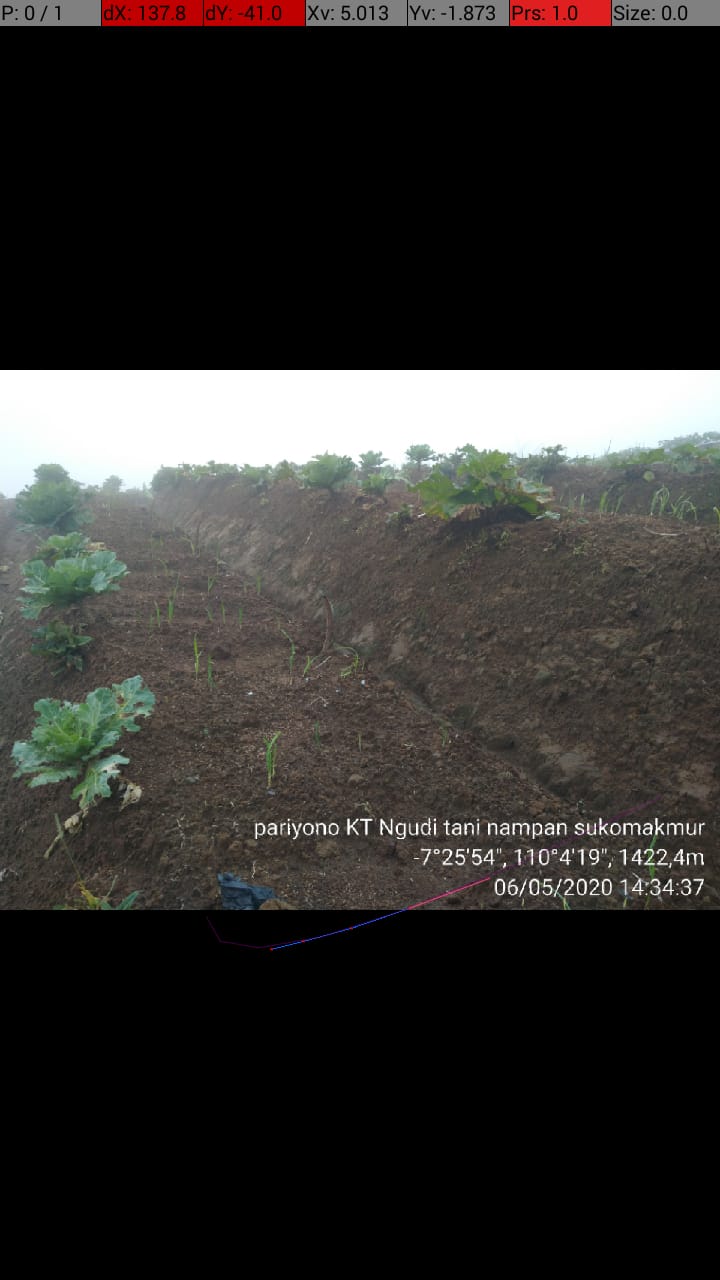 P: 0 / 1 dX: 137.8 dY: -41.0 Xv: 5.013 Yv: -1.873 Prs: 1.0 Size: 0.0
pariyono KT Ngudi tani nampan sukomakmur
-7°25'54", 110°4'19", 1422,4m
06/05/2020 14:34:37